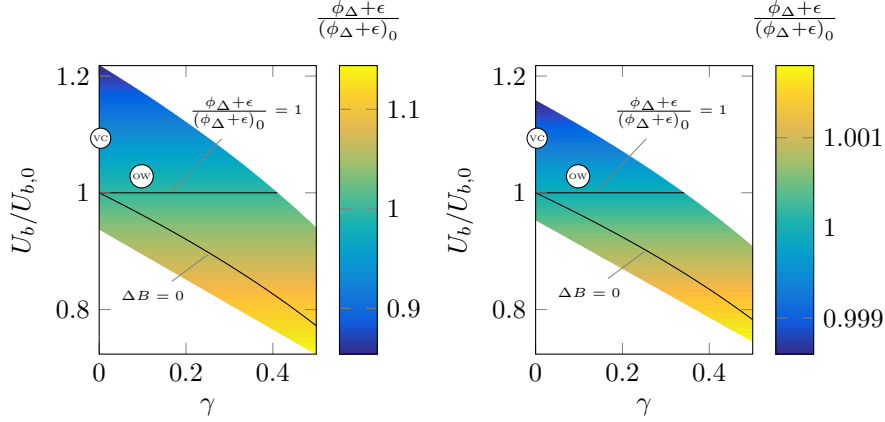 ϕ_Δ+ϵ
(ϕ_Δ+ϵ)_0
1.2
1
0.8
U_b/U_{b,0}
0
0.2
0.4
γ
VC
OW
ϕ_Δ+ϵ
(ϕ_Δ+ϵ)_0 = 1
ΔB = 0
1.1
1
0.9
ϕ_Δ+ϵ
(ϕ_Δ+ϵ)_0
1.2
1
0.8
U_b/U_{b,0}
0
0.2
0.4
γ
VC
OW
ϕ_Δ+ϵ
(ϕ_Δ+ϵ)_0 = 1
ΔB = 0
1.001
1
0.999